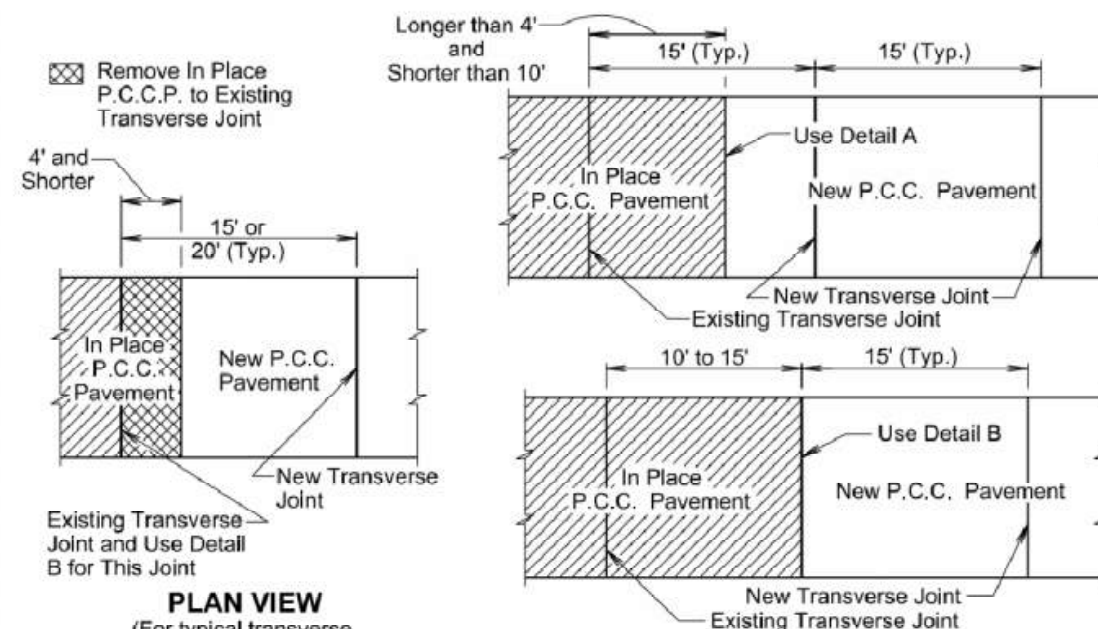 Remove In Place
P.C.C.P. to Existing
Transverse Joint
4' and
Shorter
15' or
20' (Typ.)
In Place
P.C.C.
Pavement
New P.C.C.
Pavement
New Transverse
Joint
Existing Transverse
Joint and Use Detail
B for This Joint
PLAN VIEW
(For typical transverse
Longer than 4'
and
Shorter than 10'
15' (Typ.)
15' (Typ.)
Use Detail A
In Place
P.C.C. Pavement
New P.C.C. Pavement
New Transverse Joint
Existing Transverse Joint
10' to 15'
15' (Typ.)
Use Detail B
In Place
P.C.C. Pavement
New P.C.C. Pavement
New Transverse Joint
Existing Transverse Joint